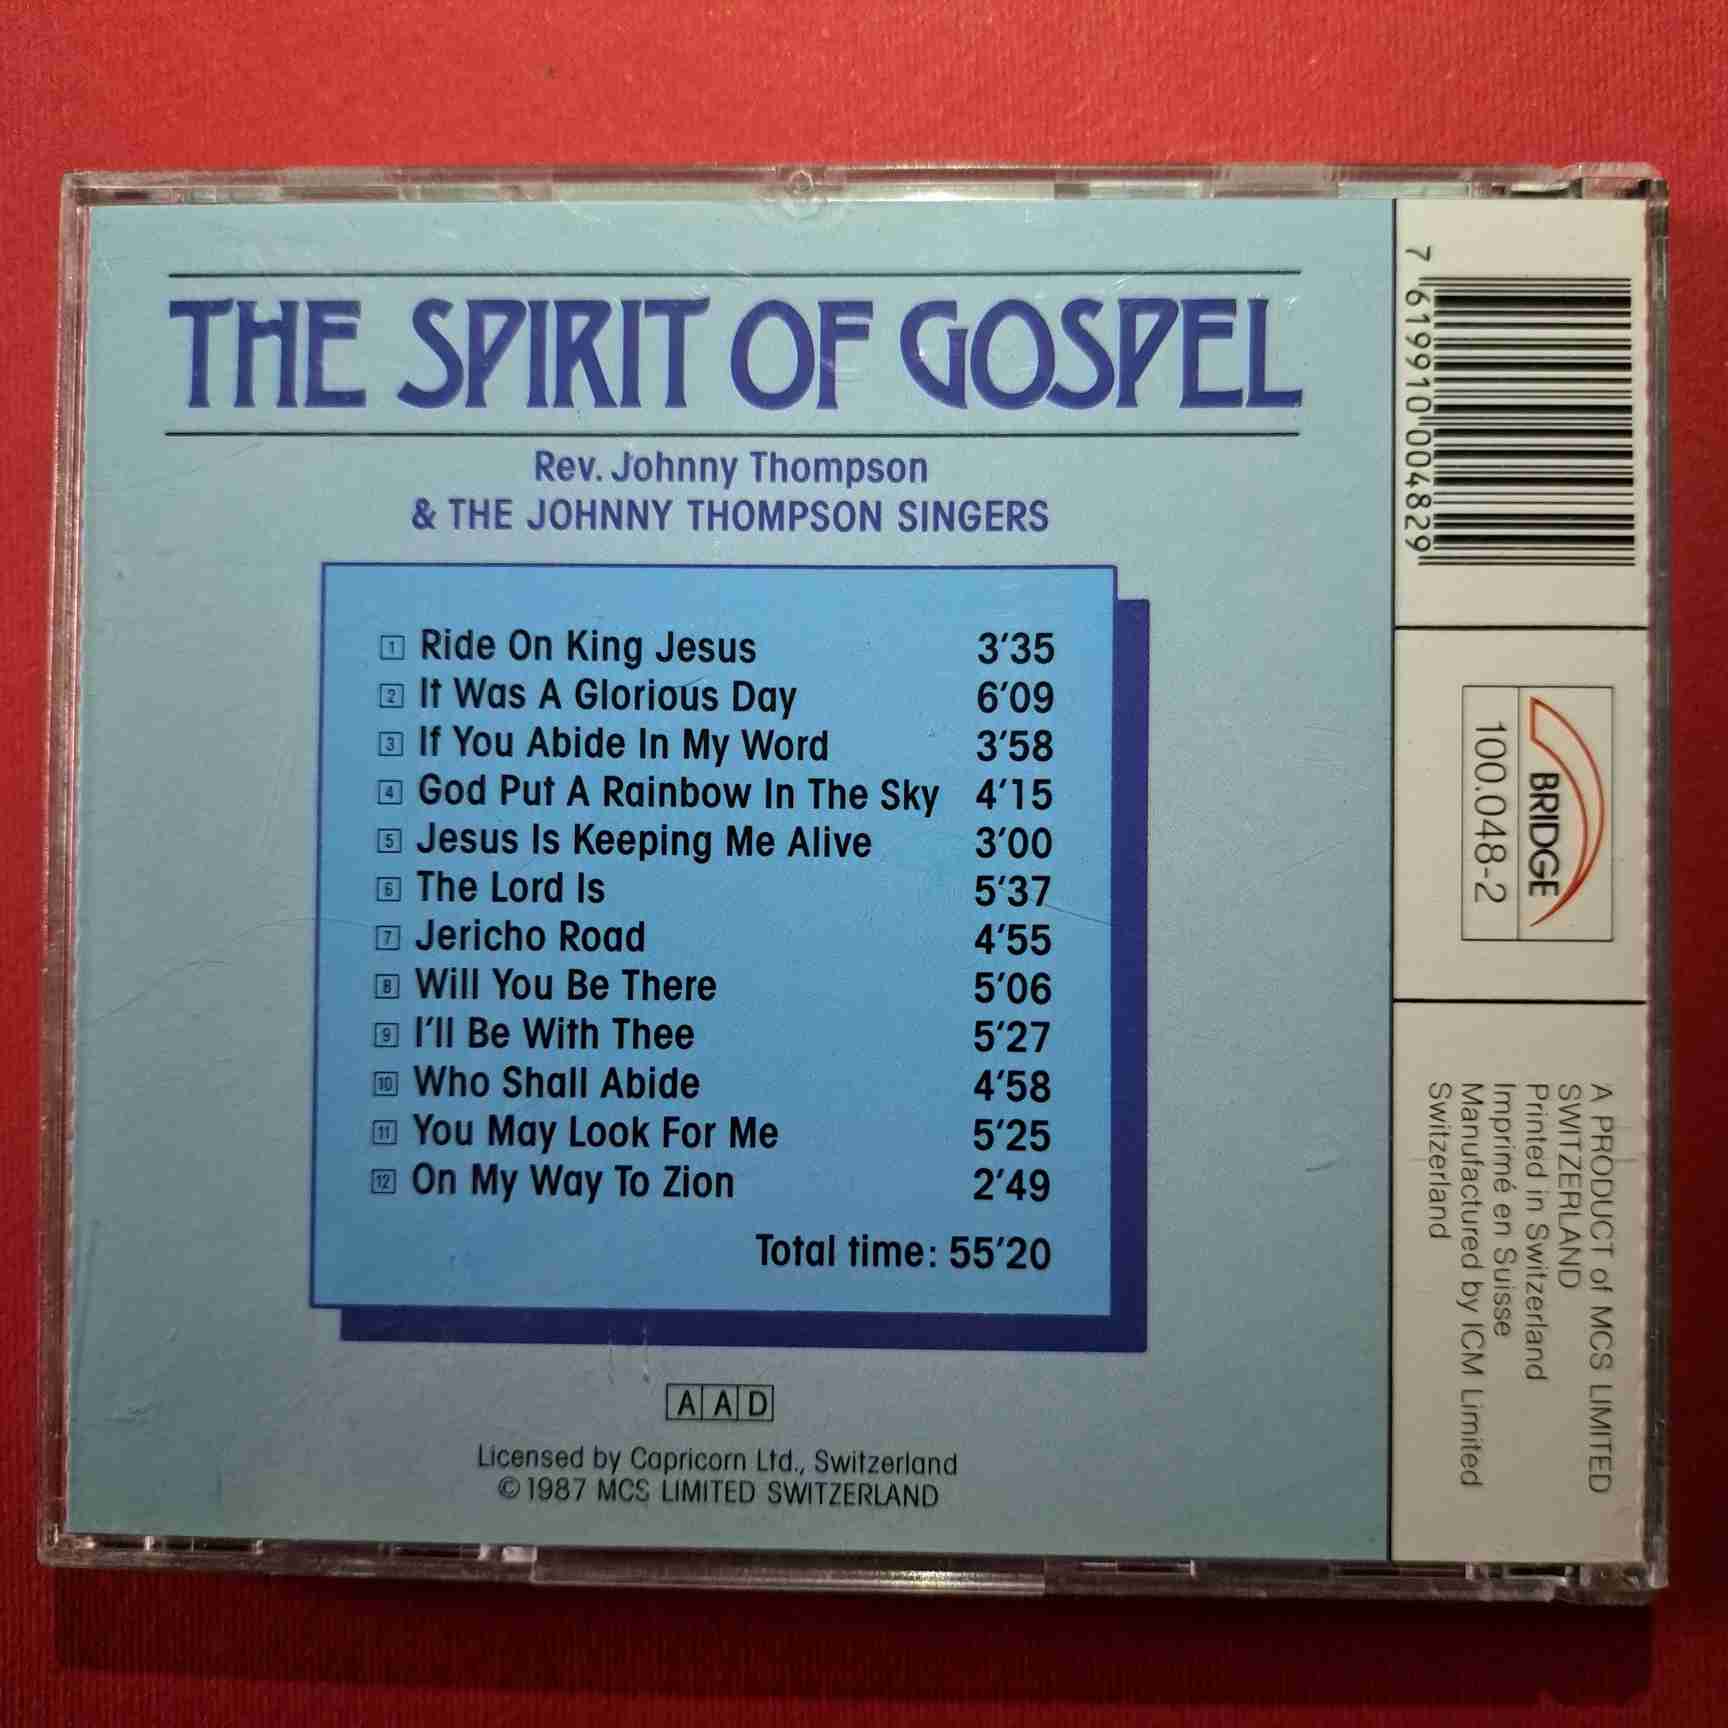 THE SPIRIT OF GOSPEL
Rev. Johnny Thompson
& THE JOHNNY THOMPSON SINGERS
1 Ride On King Jesus 3'35
2 It Was A Glorious Day 6'09
3 If You Abide In My Word 3'58
4 God Put A Rainbow In The Sky 4'15
5 Jesus Is Keeping Me Alive 3'00
6 The Lord Is 5'37
7 Jericho Road 4'55
8 Will You Be There 5'06
9 I'll Be With Thee 5'27
10 Who Shall Abide 4'58
11 You May Look For Me 5'25
12 On My Way To Zion 2'49
Total time: 55'20
AAD
Licensed by Capricorn Ltd., Switzerland
©1987 MCS LIMITED SWITZERLAND
7 619910 004829
BRIDGE
100.048-2
A PRODUCT of MCS LIMITED
SWITZERLAND
Printed in Switzerland
Imprimé en Suisse
Manufactured by ICM Limited
Switzerland